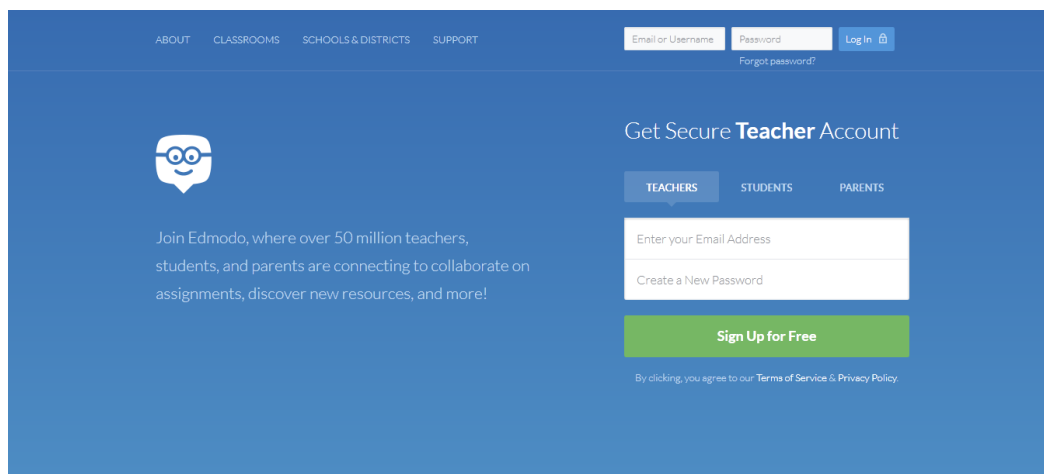 ABOUT CLASSROOMS SCHOOLS & DISTRICTS SUPPORT
Email or Username Password Log In
Forgot password?
Get Secure Teacher Account
TEACHERS STUDENTS PARENTS
Join Edmodo, where over 50 million teachers,
students, and parents are connecting to collaborate on
assignments, discover new resources, and more!
Enter your Email Address
Create a New Password
Sign Up for Free
By clicking, you agree to our Terms of Service & Privacy Policy.